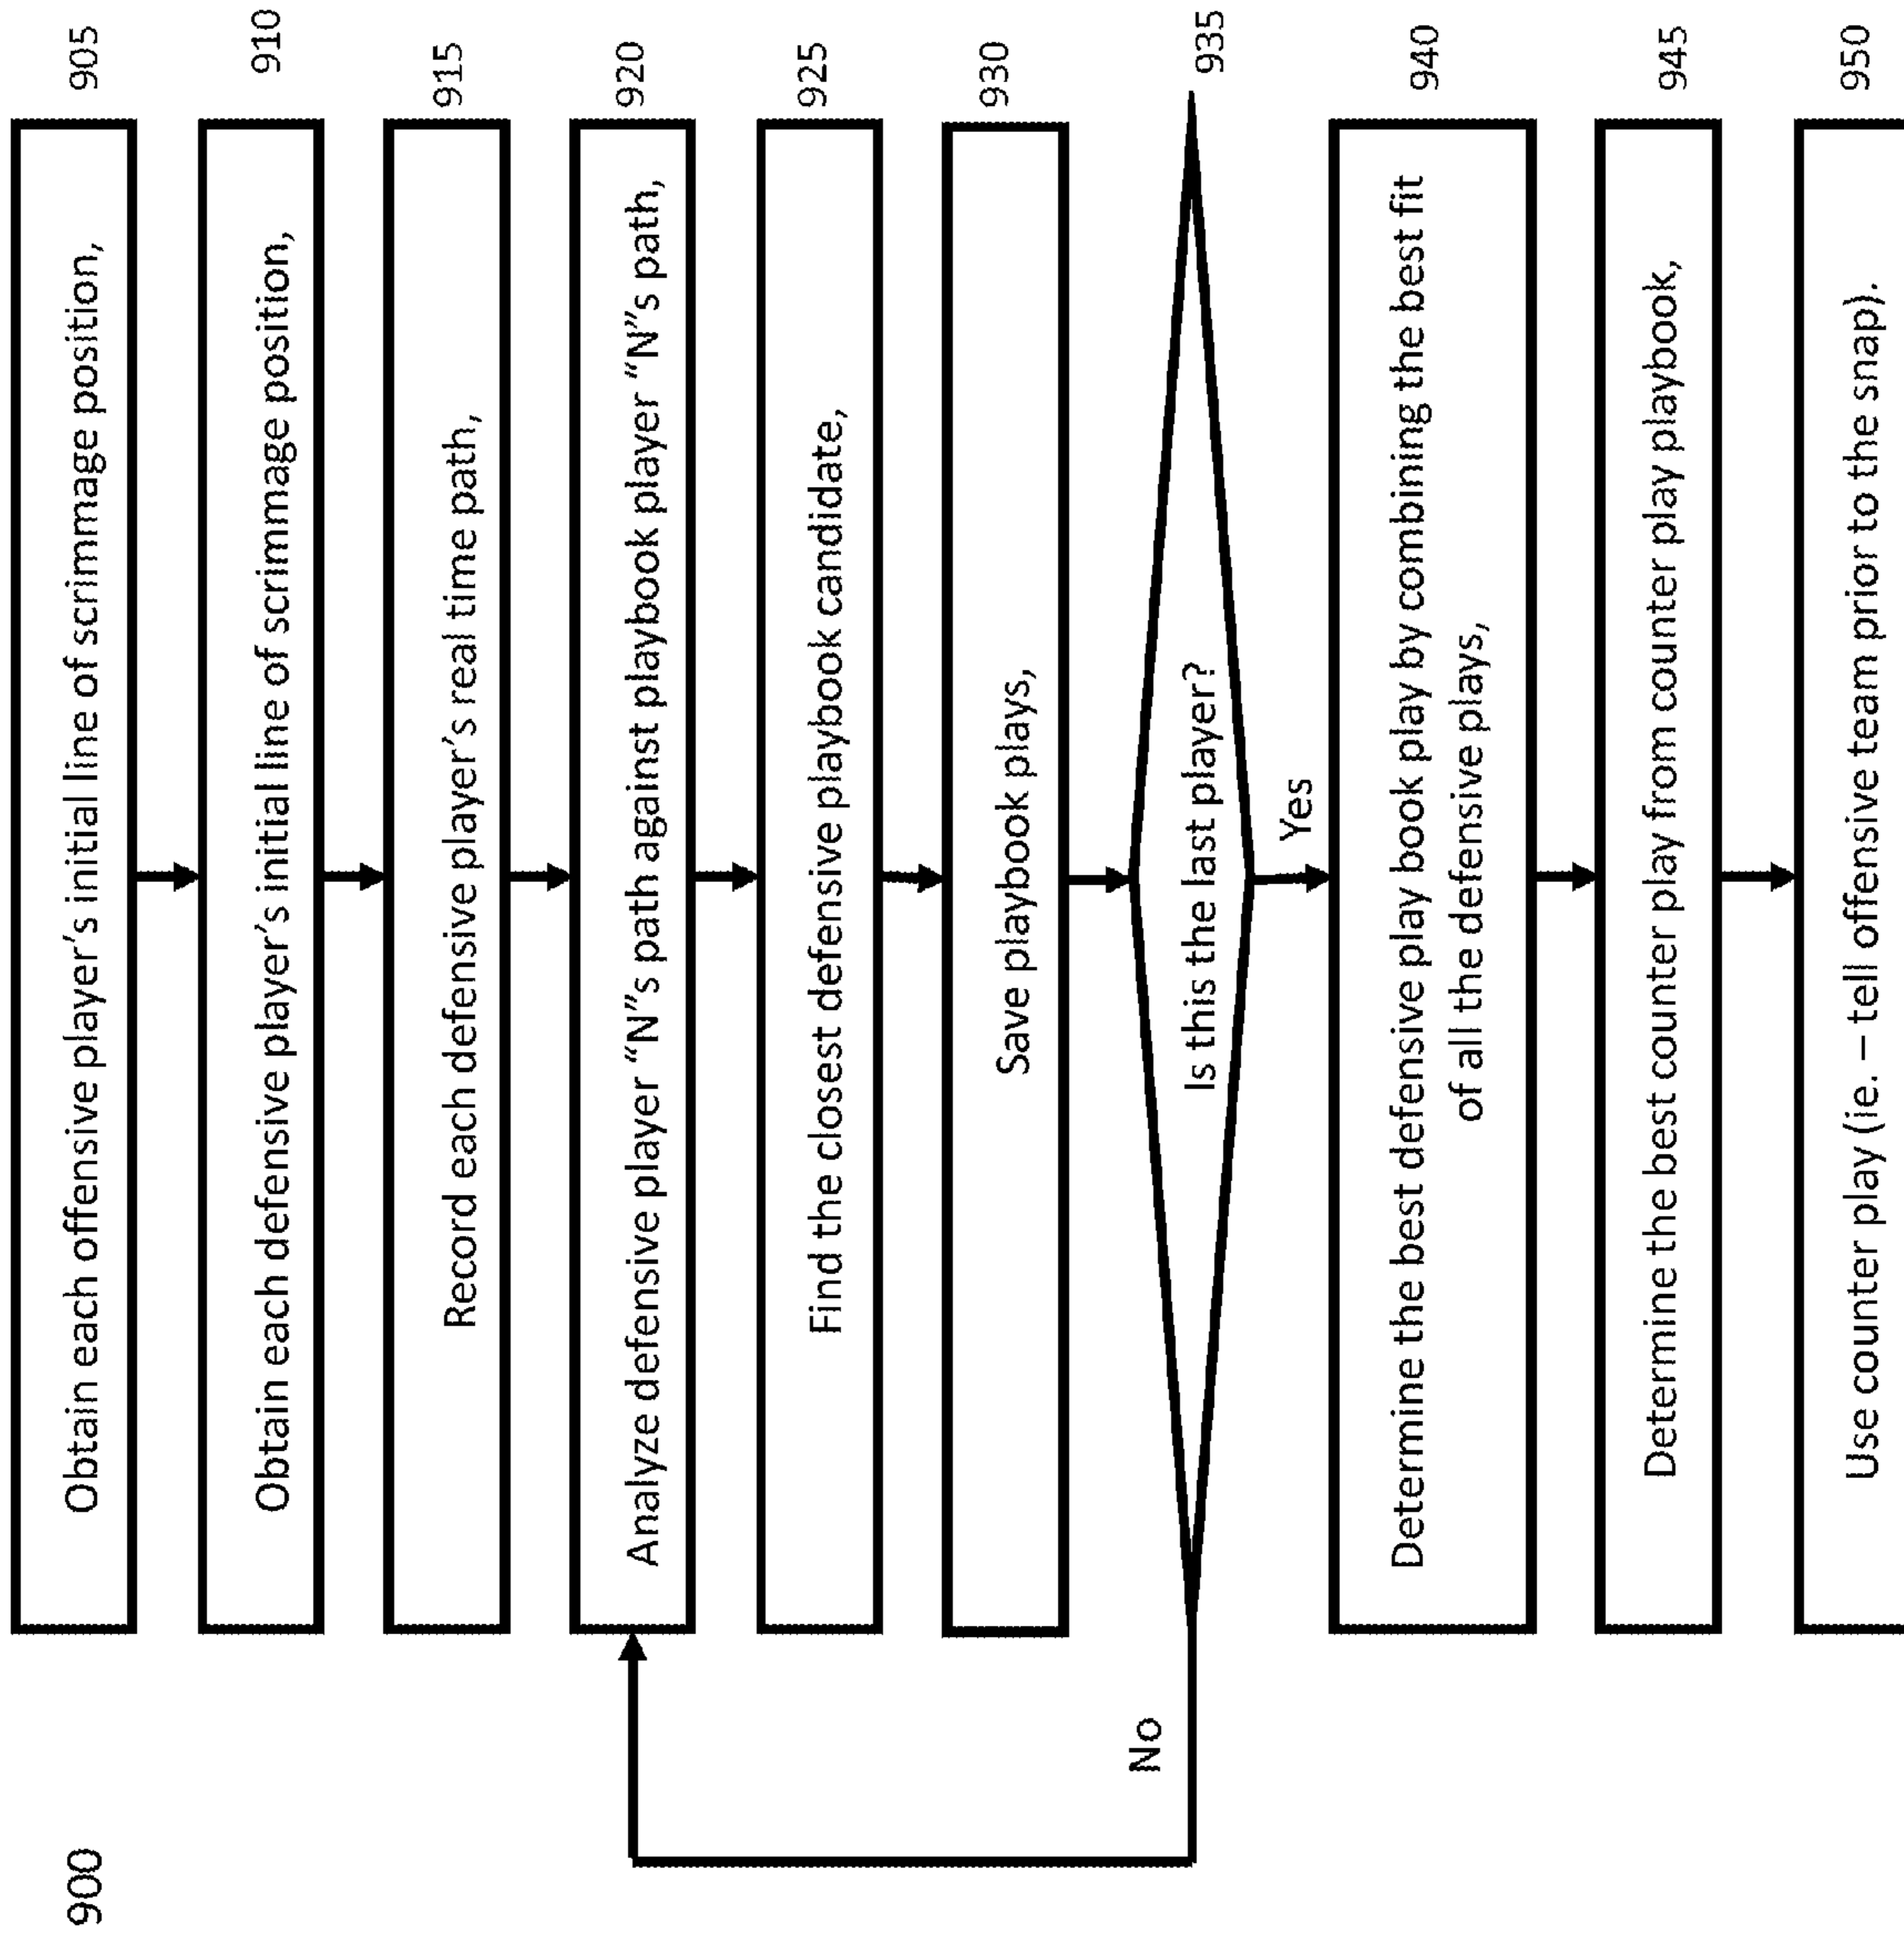 900
Obtain each offensive player's initial line of scrimmage position,
905
Obtain each defensive player's initial line of scrimmage position,
910
Record each defensive player's real time path,
915
Analyze defensive player "N"s path against playbook player "N"s path,
920
Find the closest defensive playbook candidate,
925
Save playbook plays,
930
Is this the last player?
935
No
Yes
Determine the best defensive play book play by combining the best fit
of all the defensive plays,
940
Determine the best counter play from counter play playbook,
945
Use counter play (ie. – tell offensive team prior to the snap).
950